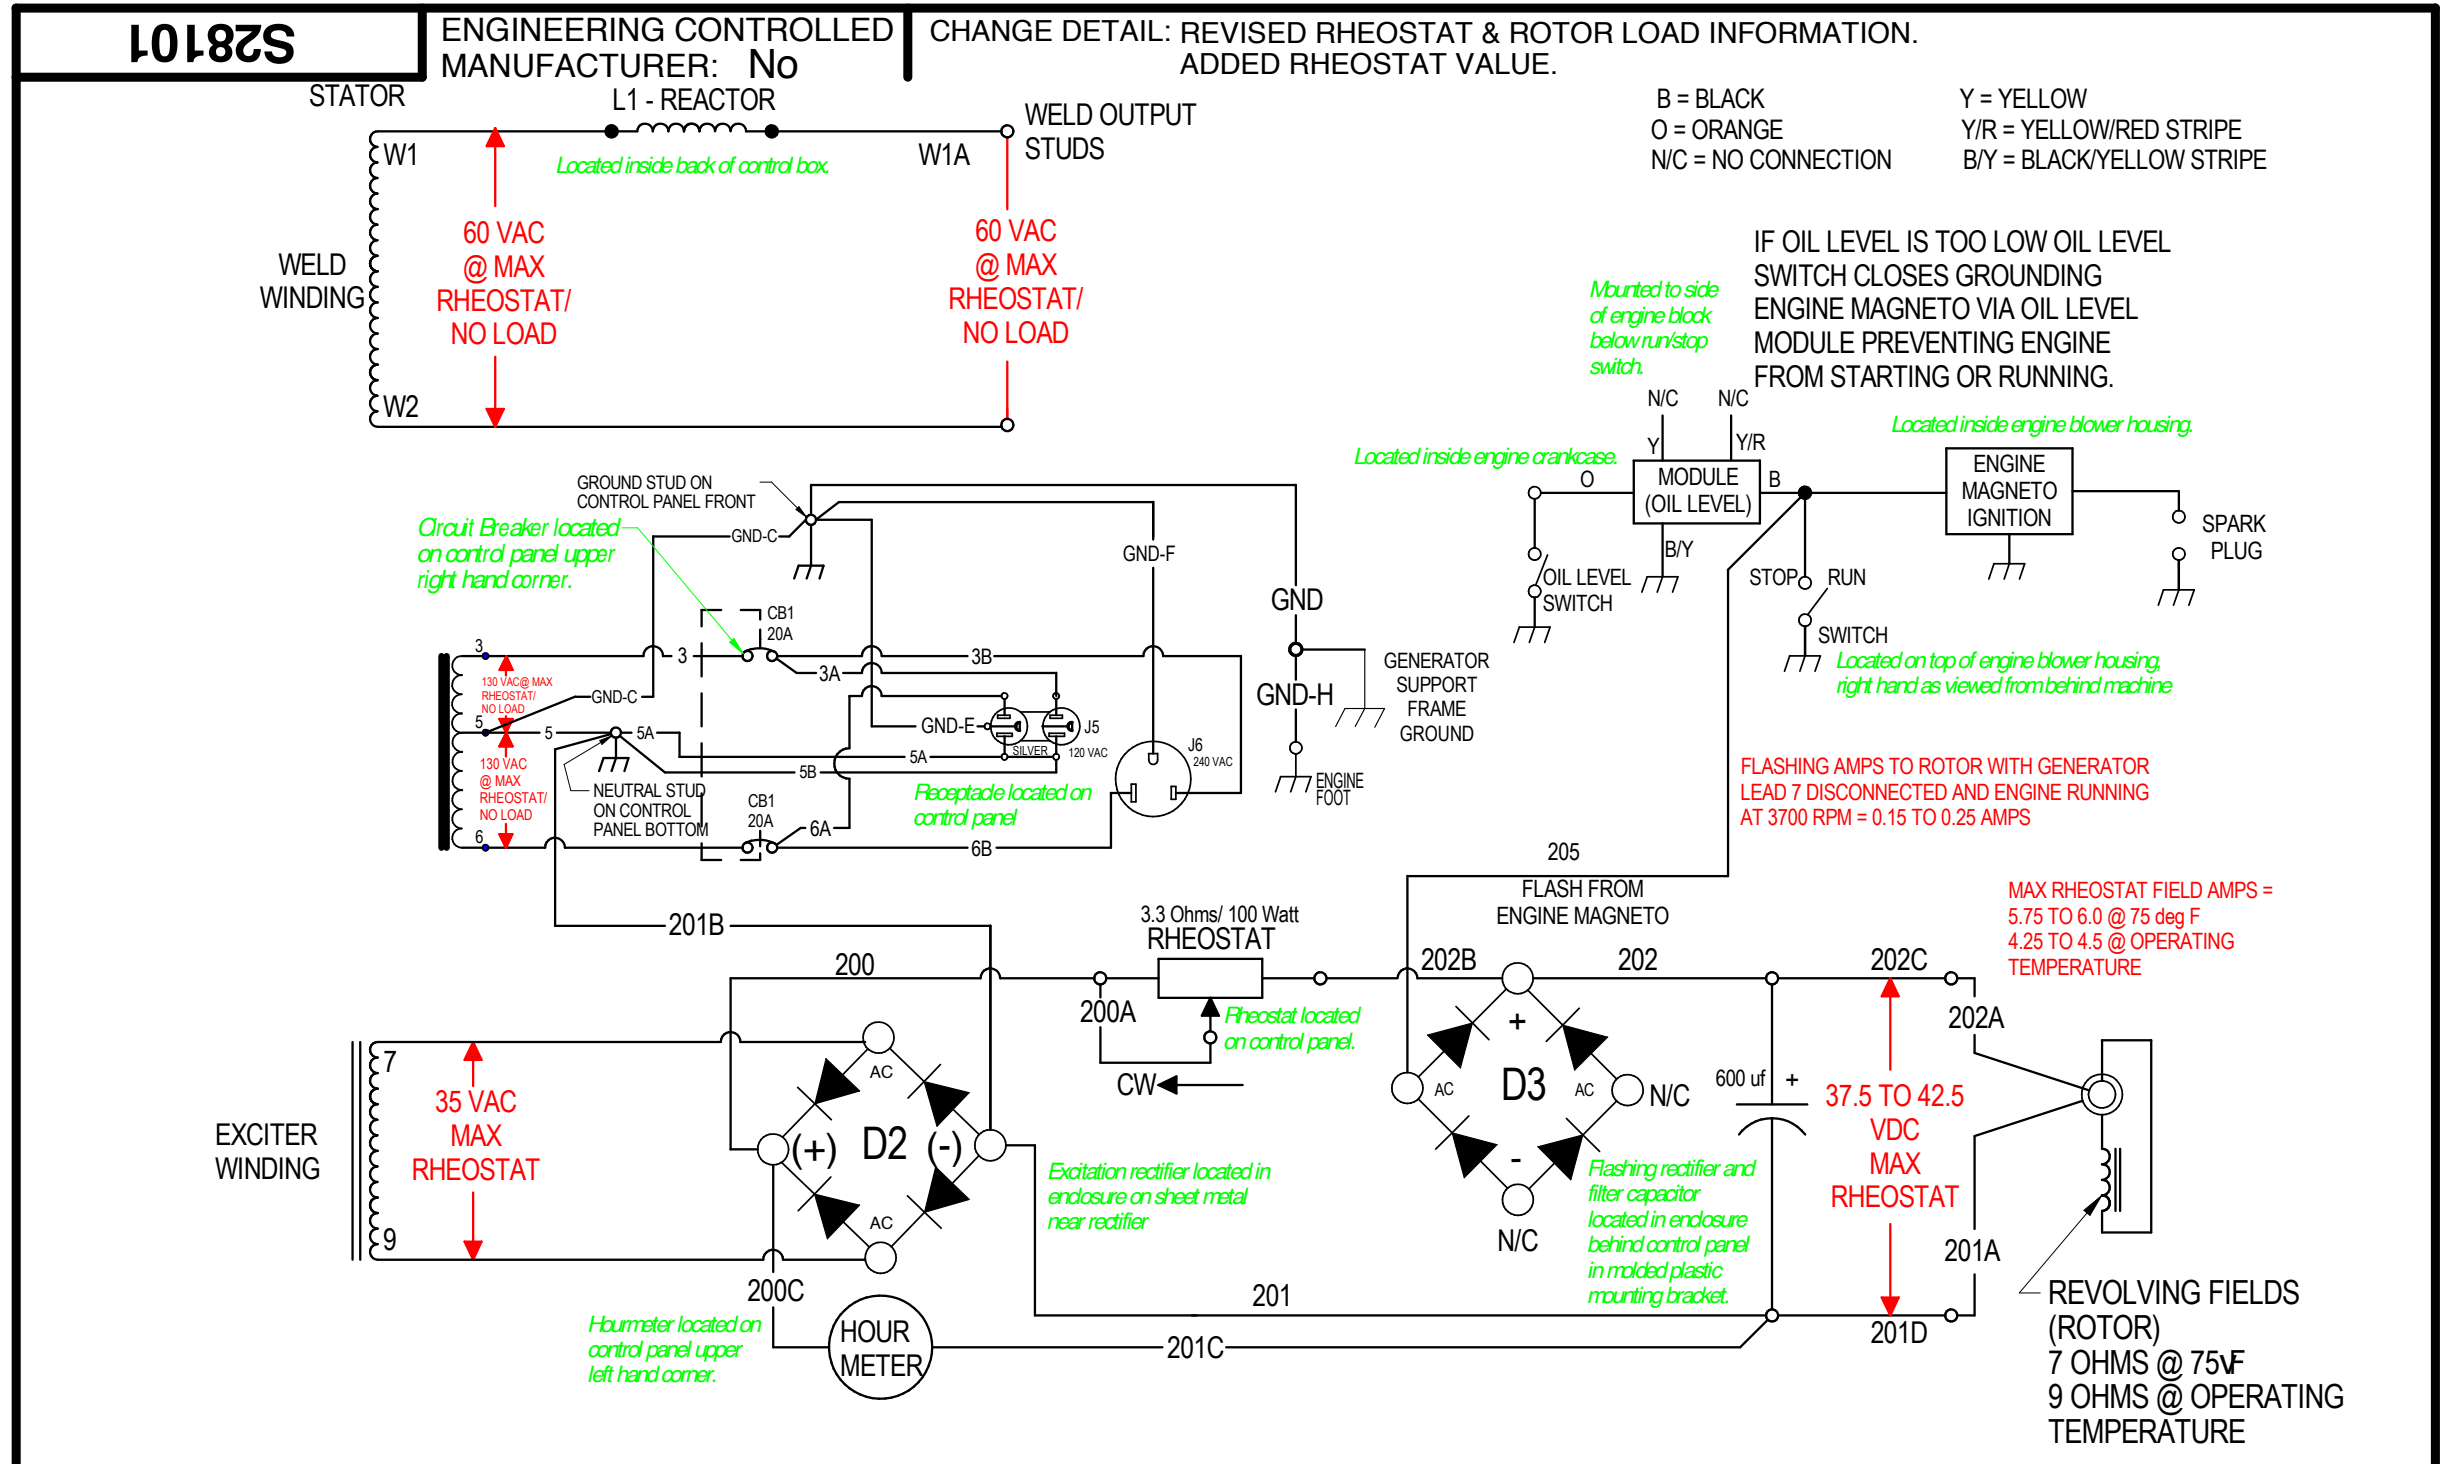 S28101
ENGINEERING CONTROLLED
MANUFACTURER: No
CHANGE DETAIL: REVISED RHEOSTAT & ROTOR LOAD INFORMATION.
ADDED RHEOSTAT VALUE.
STATOR
L1 - REACTOR
WELD OUTPUT
STUDS
W1
W1A
Located inside back of control box.
B = BLACK
O = ORANGE
N/C = NO CONNECTION
Y = YELLOW
Y/R = YELLOW/RED STRIPE
B/Y = BLACK/YELLOW STRIPE
WELD
WINDING
60 VAC
@ MAX
RHEOSTAT/
NO LOAD
60 VAC
@ MAX
RHEOSTAT/
NO LOAD
W2
IF OIL LEVEL IS TOO LOW OIL LEVEL
SWITCH CLOSES GROUNDING
ENGINE MAGNETO VIA OIL LEVEL
MODULE PREVENTING ENGINE
FROM STARTING OR RUNNING.
Mounted to side
of engine block
below run/stop
switch.
N/C
N/C
Y
Y/R
Located inside engine crankcase.
Located inside engine blower housing.
O
MODULE
(OIL LEVEL)
B
B/Y
ENGINE
MAGNETO
IGNITION
SPARK
PLUG
OIL LEVEL
SWITCH
STOP
RUN
SWITCH
Located on top of engine blower housing,
right hand as viewed from behind machine
GROUND STUD ON
CONTROL PANEL FRONT
Circuit Breaker located
on control panel upper
right hand corner.
GND-C
GND-F
GND
CB1
20A
3
3
3B
3A
130 VAC@ MAX
RHEOSTAT/
NO LOAD
GND-C
GND-E
J5
SILVER
120 VAC
GND-H
GENERATOR
SUPPORT
FRAME
GROUND
5
5
5A
5A
5B
J6
240 VAC
130 VAC
@ MAX
RHEOSTAT/
NO LOAD
NEUTRAL STUD
ON CONTROL
PANEL BOTTOM
Receptacle located on
control panel
ENGINE
FOOT
CB1
20A
6
6A
6B
FLASHING AMPS TO ROTOR WITH GENERATOR
LEAD 7 DISCONNECTED AND ENGINE RUNNING
AT 3700 RPM = 0.15 TO 0.25 AMPS
205
FLASH FROM
ENGINE MAGNETO
MAX RHEOSTAT FIELD AMPS =
5.75 TO 6.0 @ 75 deg F
4.25 TO 4.5 @ OPERATING
TEMPERATURE
201B
3.3 Ohms/ 100 Watt
RHEOSTAT
200
202B
202
202C
200A
Rheostat located
on control panel.
CW
202A
EXCITER
WINDING
7
9
35 VAC
MAX
RHEOSTAT
AC
(+)
D2
(-)
AC
Excitation rectifier located in
enclosure on sheet metal
near rectifier
+
AC
D3
AC
-
N/C
N/C
600 uf
+
37.5 TO 42.5
VDC
MAX
RHEOSTAT
Flashing rectifier and
filter capacitor
located in enclosure
behind control panel
in molded plastic
mounting bracket.
201A
200C
201
201D
Hourmeter located on
control panel upper
left hand corner.
HOUR
METER
201C
REVOLVING FIELDS
(ROTOR)
7 OHMS @ 75√F
9 OHMS @ OPERATING
TEMPERATURE